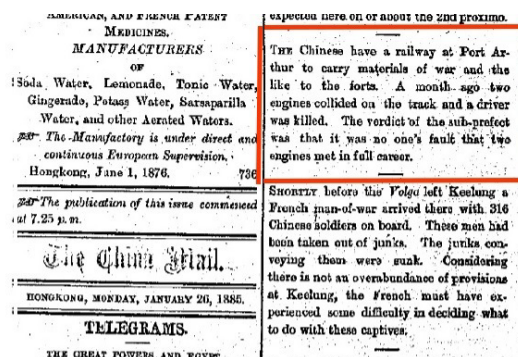 AMERICAN, AND FRENCH PATENT
MEDICINES.
MANUFACTURERS
OF
Soda Water, Lemonade, Tonic Water,
Gingerade, Potass Water, Sarsaparilla
Water, and other Aerated Waters.
The Manufactory is under direct and
continuous European Supervision.
Hongkong, June 1, 1876. 736
The publication of this issue commenced
at 7.25 p.m.
The China Mail.
HONGKONG, MONDAY, JANUARY 26, 1885.
TELEGRAMS.
THE GREAT POWERS AND EGYPT.
expected here on or about the 2nd proximo.
THE Chinese have a railway at Port Ar-
thur to carry materials of war and the
like to the forts. A month ago two
engines collided on the track and a driver
was killed. The verdict of the sub-prefect
was that it was no one's fault that two
engines met in full career.
SHORTLY before the Volga left Keelung a
French man-of-war arrived there with 316
Chinese soldiers on board. These men had
been taken out of junks. The junks con-
veying them were sunk. Considering
there is not an overabundance of provisions
at Keelung, the French must have ex-
perienced some difficulty in deciding what
to do with these captives.